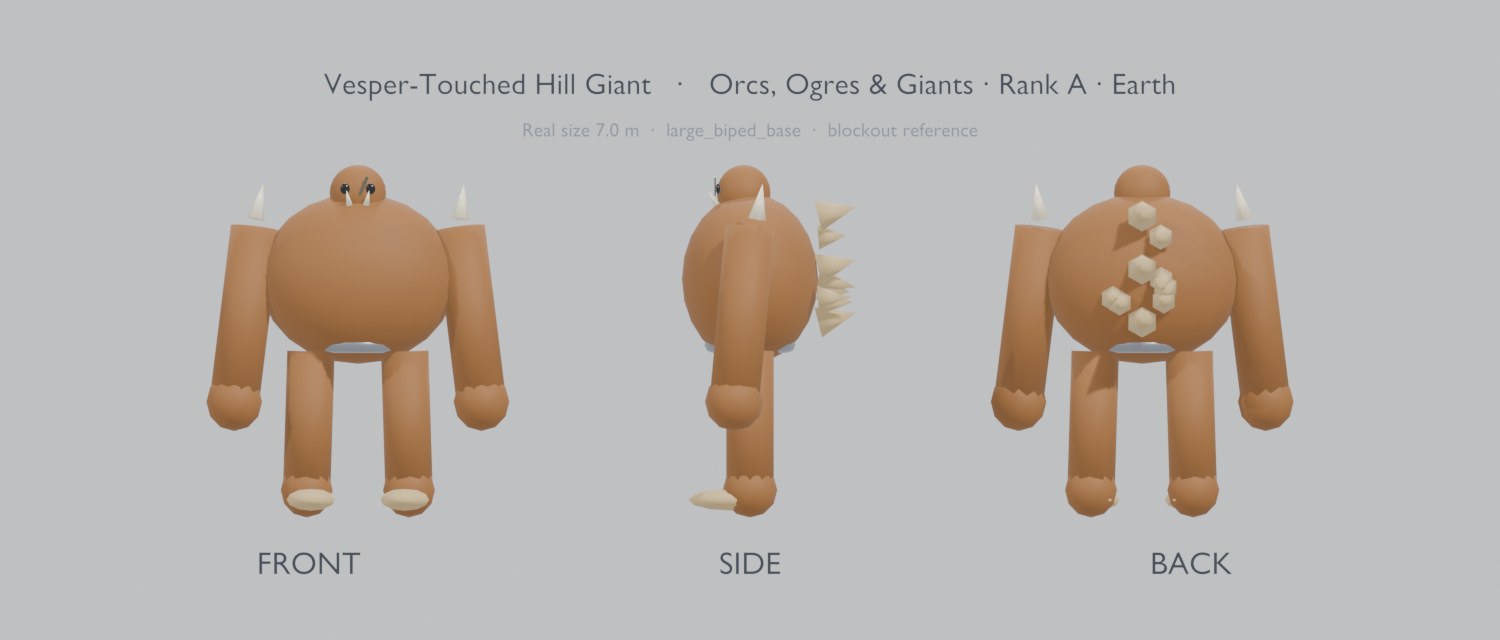 Vesper-Touched Hill Giant · Orcs, Ogres & Giants · Rank A · Earth
Real size 7.0 m · large_biped_base · blockout reference
FRONT
SIDE
BACK